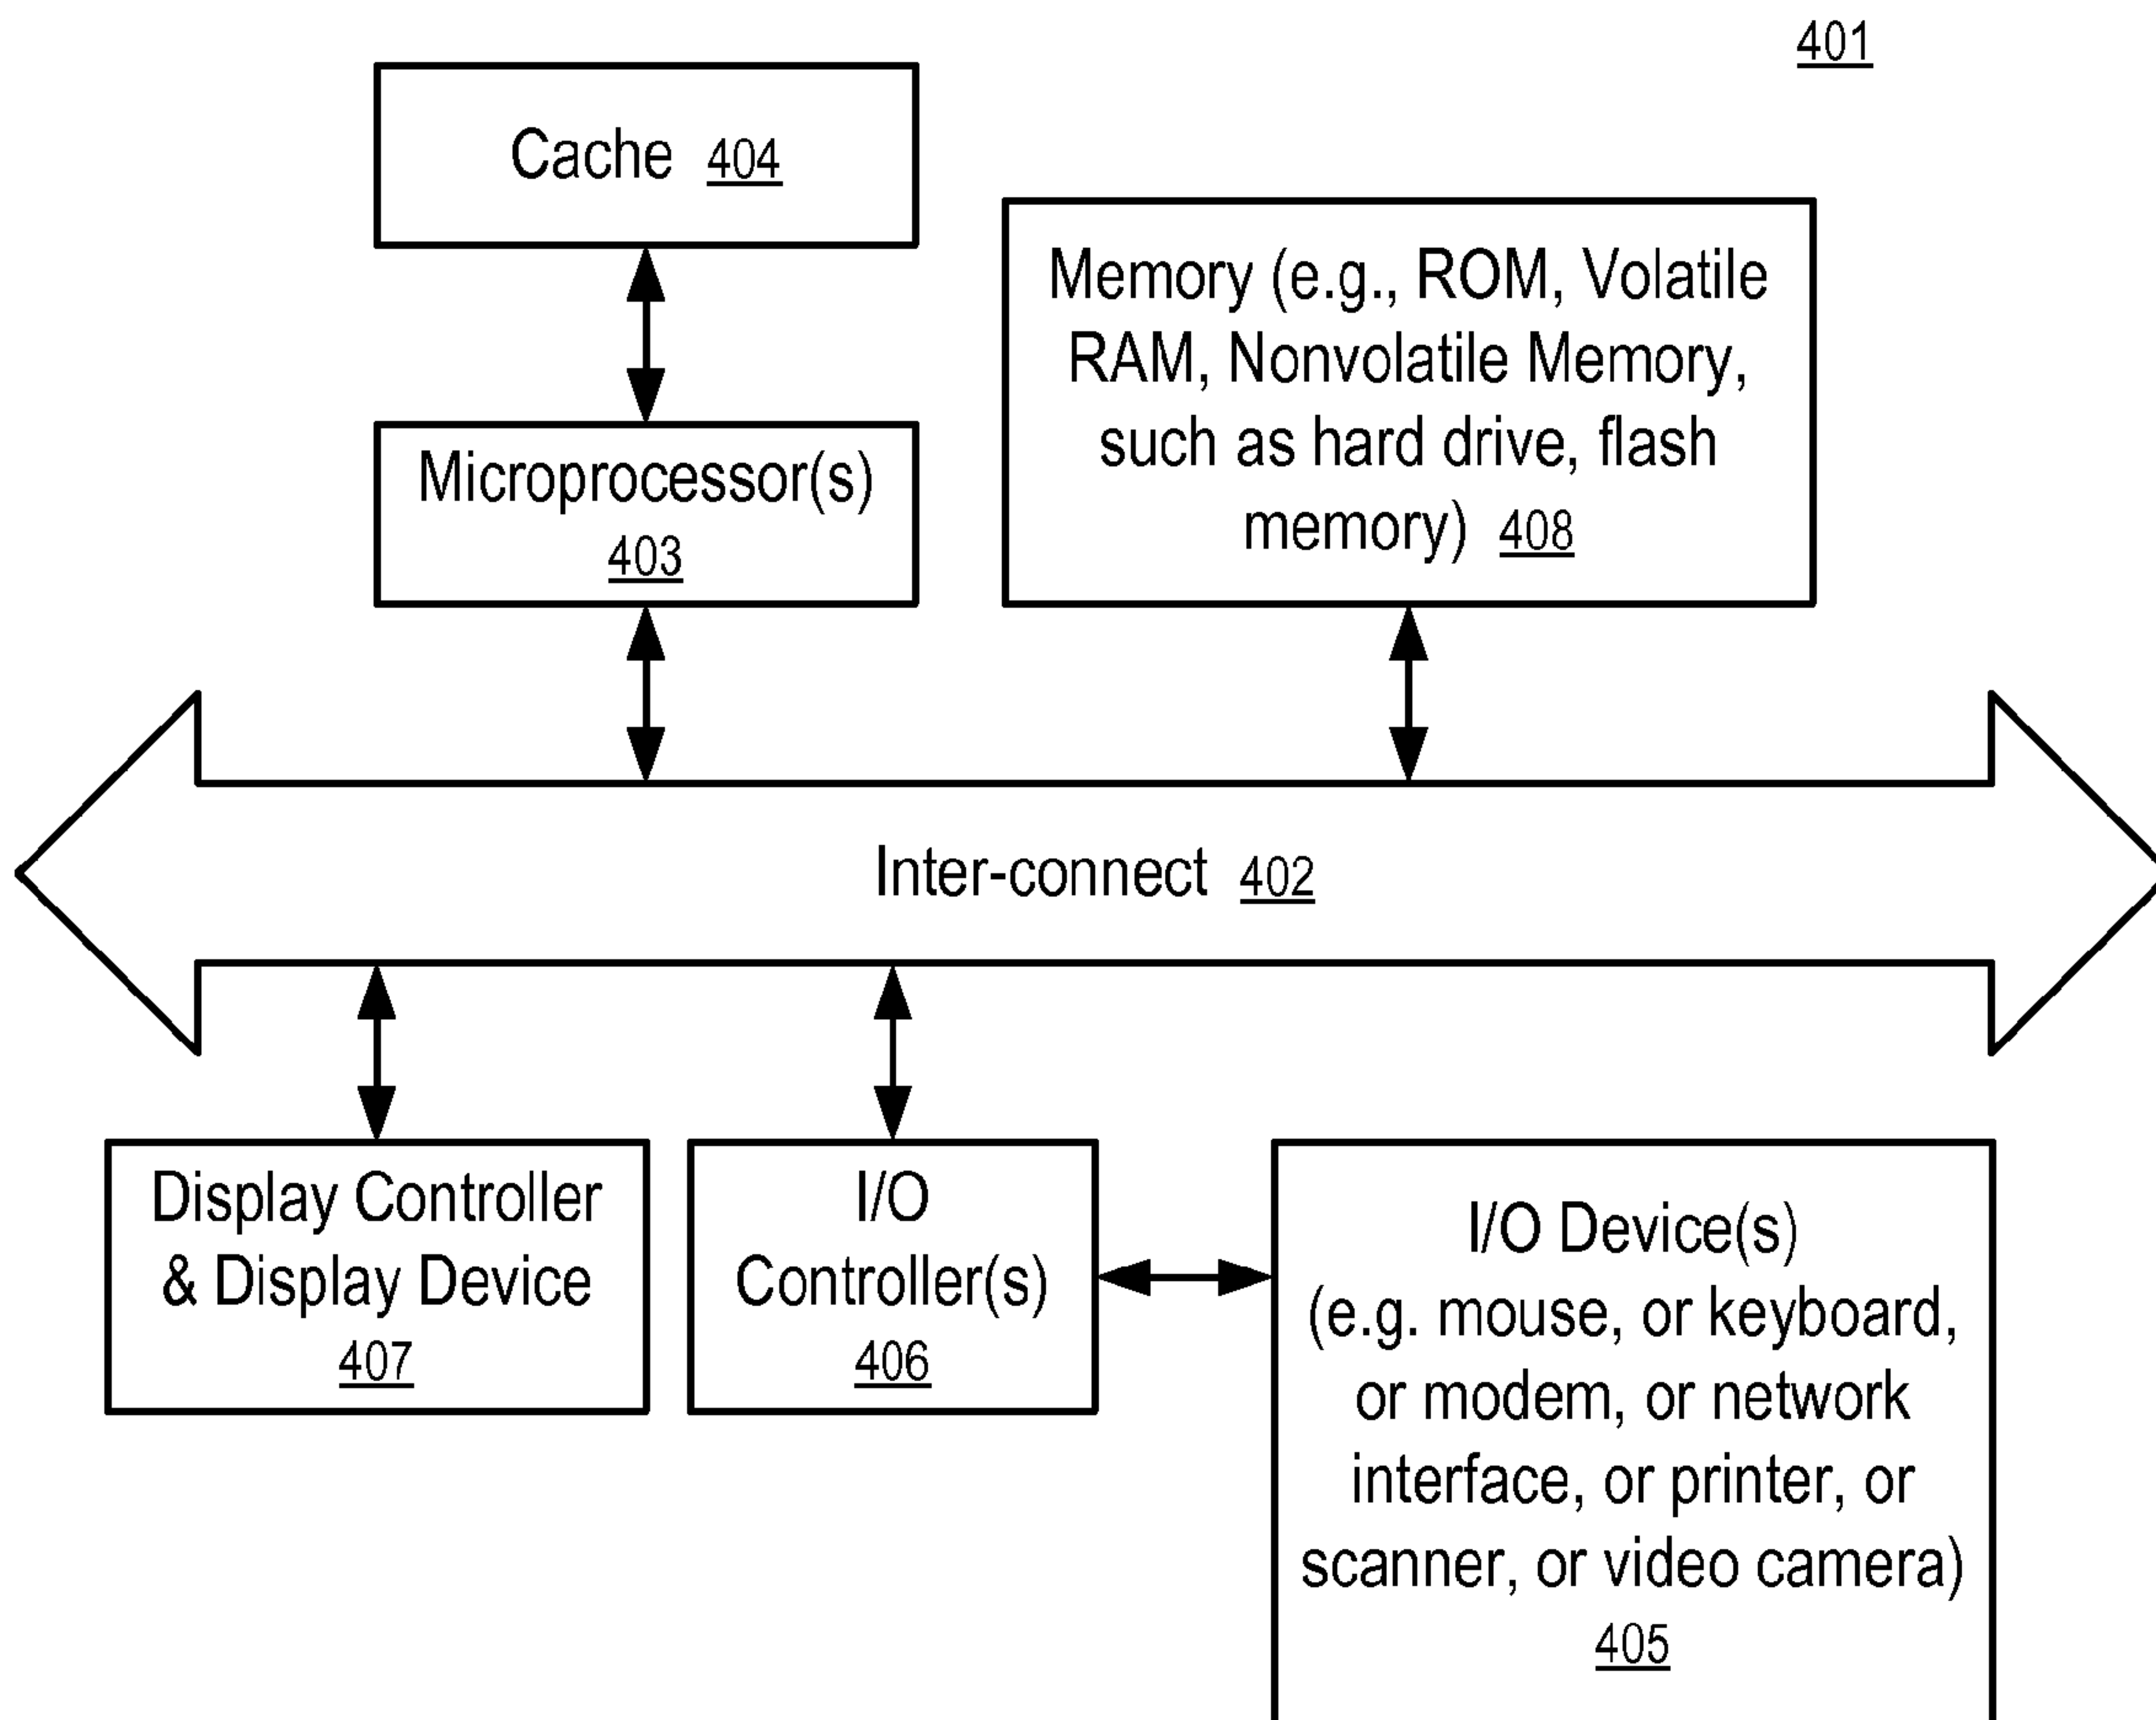 401
Cache 404
Memory (e.g., ROM, Volatile
RAM, Nonvolatile Memory,
such as hard drive, flash
memory) 408
Microprocessor(s)
403
Inter-connect 402
Display Controller
& Display Device
407
I/O
Controller(s)
406
I/O Device(s)
(e.g. mouse, or keyboard,
or modem, or network
interface, or printer, or
scanner, or video camera)
405